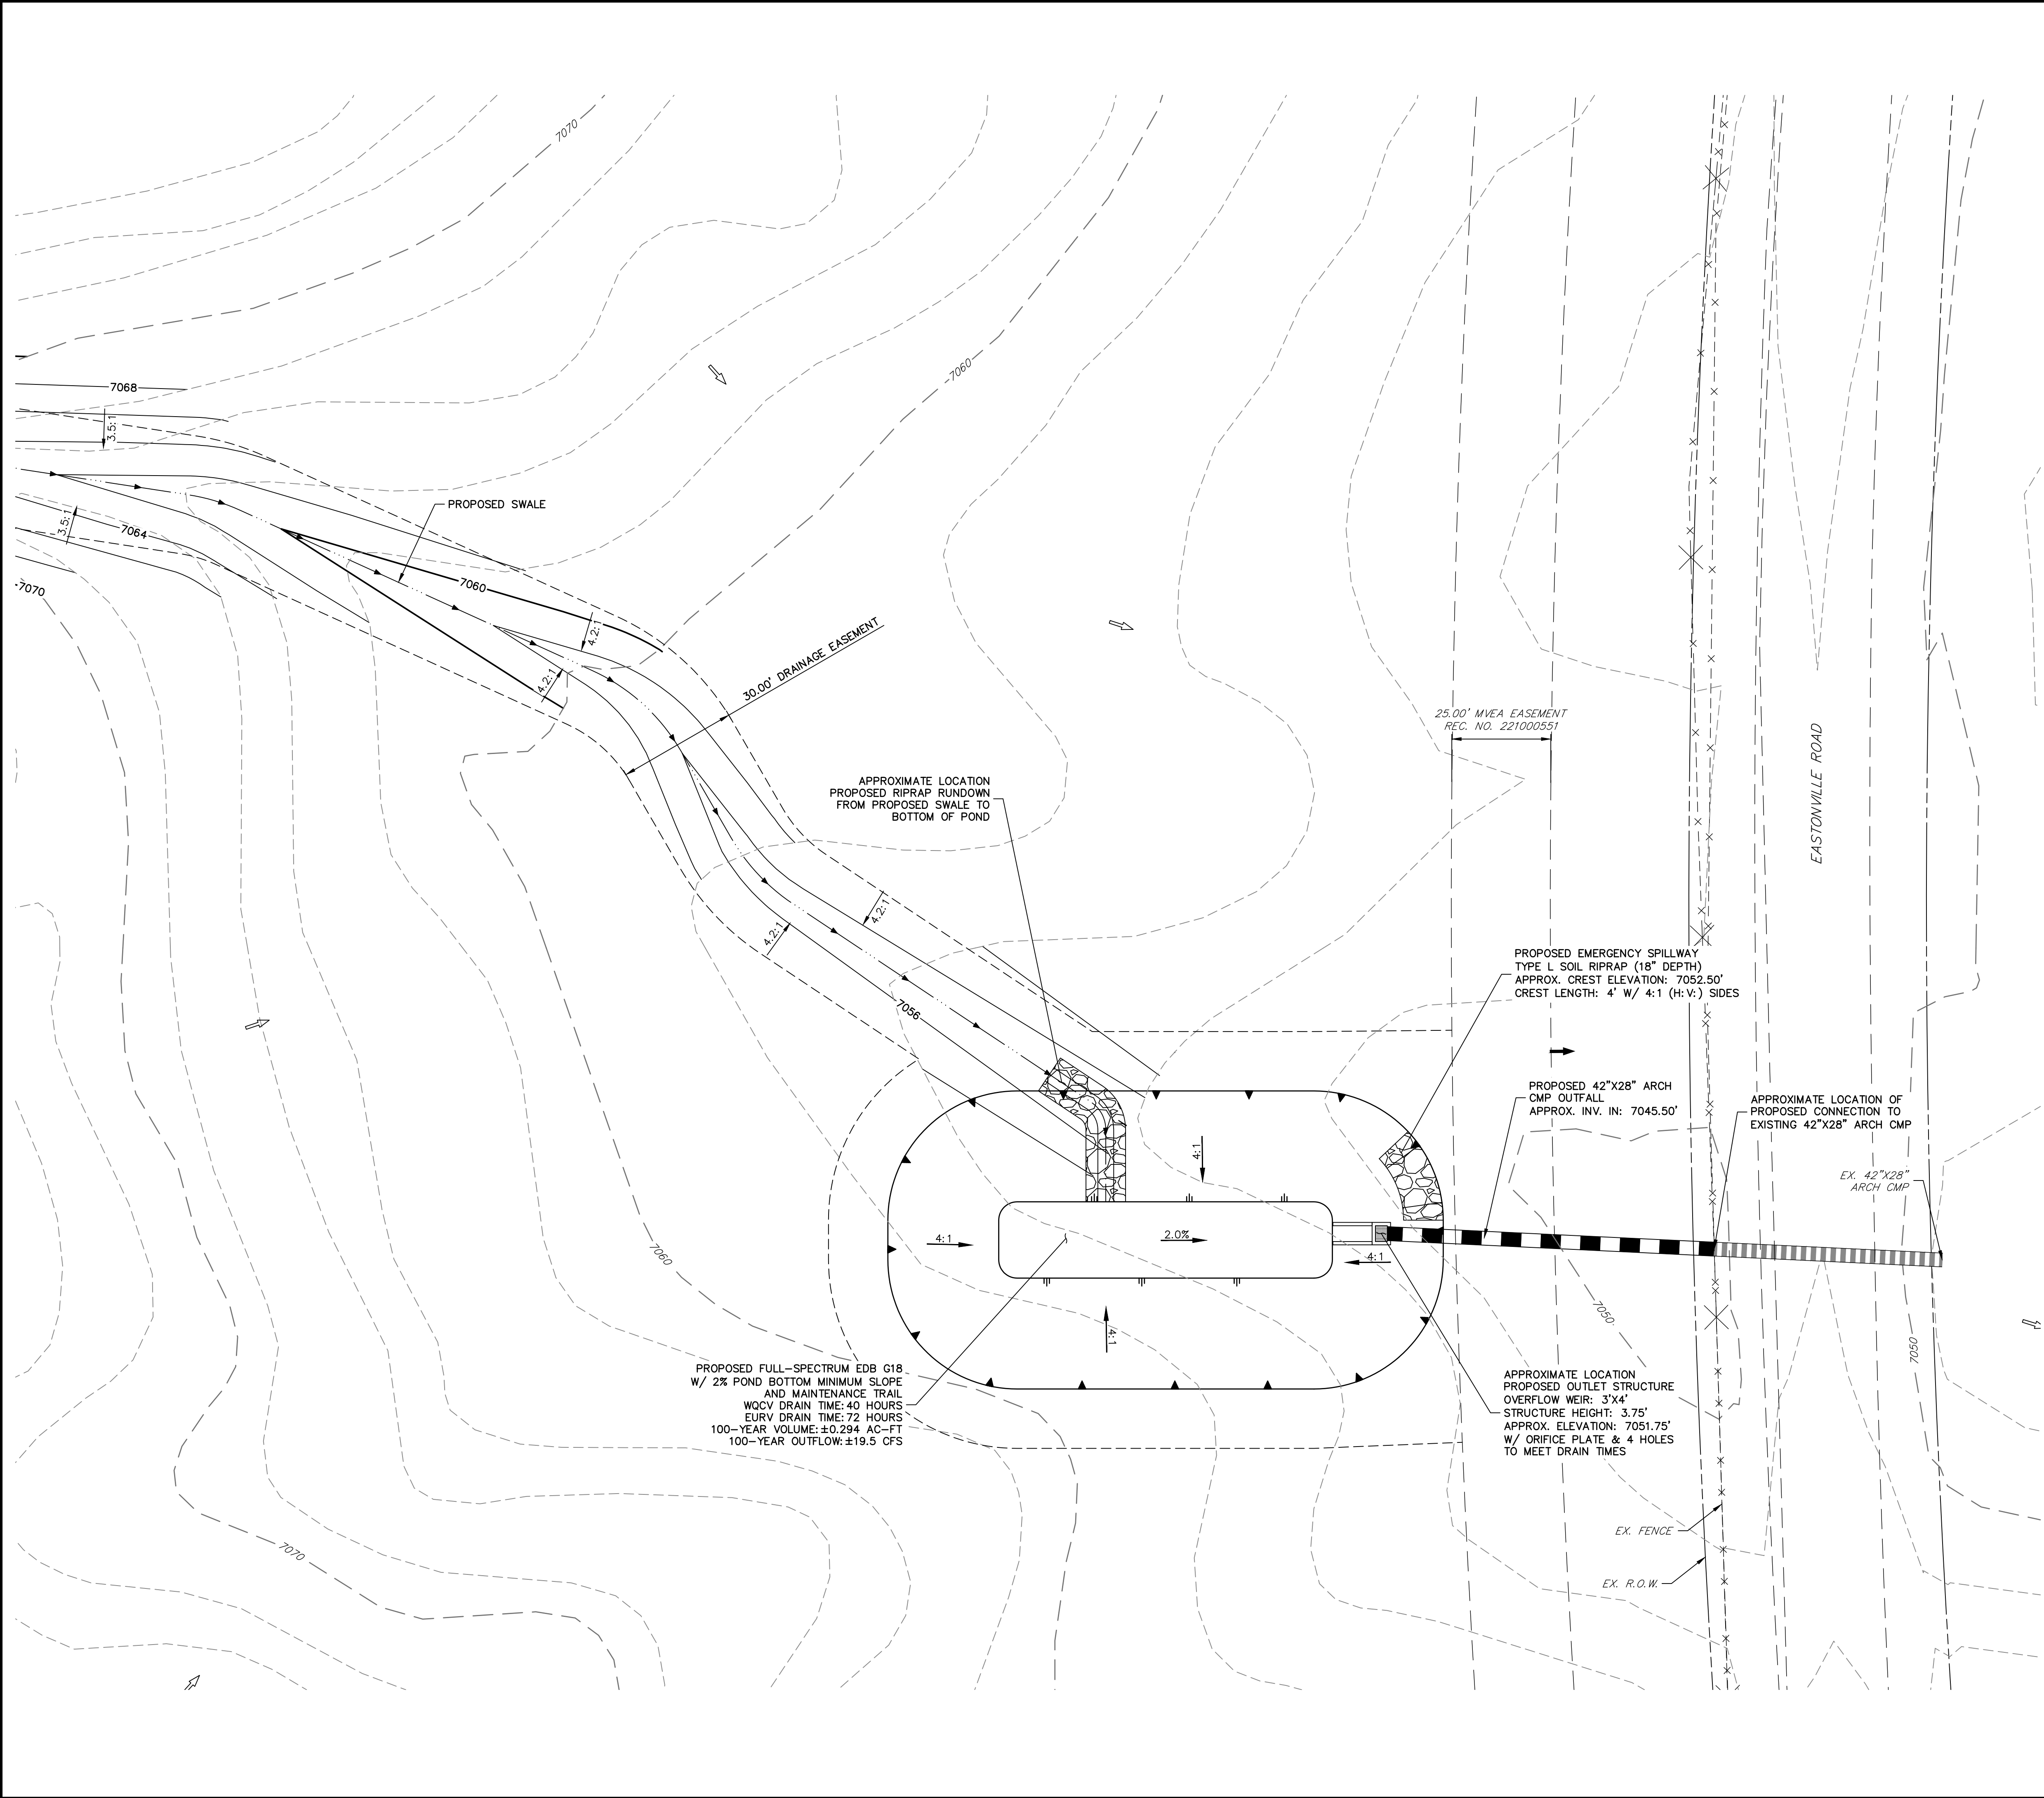 7070
7060
7068
3.5:1
PROPOSED SWALE
3.5:1
7064
7060
7070
4.2:1
4.2:1
30.00' DRAINAGE EASEMENT
25.00' MVEA EASEMENT
REC. NO. 221000551
EASTONVILLE ROAD
APPROXIMATE LOCATION
PROPOSED RIPRAP RUNDOWN
FROM PROPOSED SWALE TO
BOTTOM OF POND
4.2:1
4.2:1
7056
PROPOSED EMERGENCY SPILLWAY
TYPE L SOIL RIPRAP (18" DEPTH)
APPROX. CREST ELEVATION: 7052.50'
CREST LENGTH: 4' W/ 4:1 (H:V:) SIDES
PROPOSED 42"X28" ARCH
CMP OUTFALL
APPROX. INV. IN: 7045.50'
APPROXIMATE LOCATION OF
PROPOSED CONNECTION TO
EXISTING 42"X28" ARCH CMP
EX. 42"X28"
ARCH CMP
4:1
4:1
2.0%
4:1
4:1
7060
7050
7050
PROPOSED FULL-SPECTRUM EDB G18
W/ 2% POND BOTTOM MINIMUM SLOPE
AND MAINTENANCE TRAIL
WQCV DRAIN TIME: 40 HOURS
EURV DRAIN TIME: 72 HOURS
100-YEAR VOLUME: ±0.294 AC-FT
100-YEAR OUTFLOW: ±19.5 CFS
APPROXIMATE LOCATION
PROPOSED OUTLET STRUCTURE
OVERFLOW WEIR: 3'X4'
STRUCTURE HEIGHT: 3.75'
APPROX. ELEVATION: 7051.75'
W/ ORIFICE PLATE & 4 HOLES
TO MEET DRAIN TIMES
EX. FENCE
7070
EX. R.O.W.